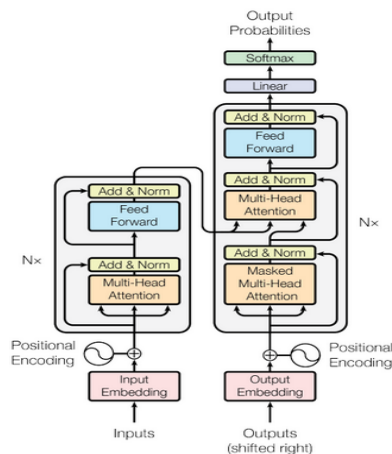 Output
Probabilities
Softmax
Linear
Add & Norm
Feed
Forward
Add & Norm
Multi-Head
Attention
Add & Norm
Masked
Multi-Head
Attention
Nx
Add & Norm
Feed
Forward
Add & Norm
Multi-Head
Attention
Nx
Positional
Encoding
Positional
Encoding
Input
Embedding
Output
Embedding
Inputs
Outputs
(shifted right)